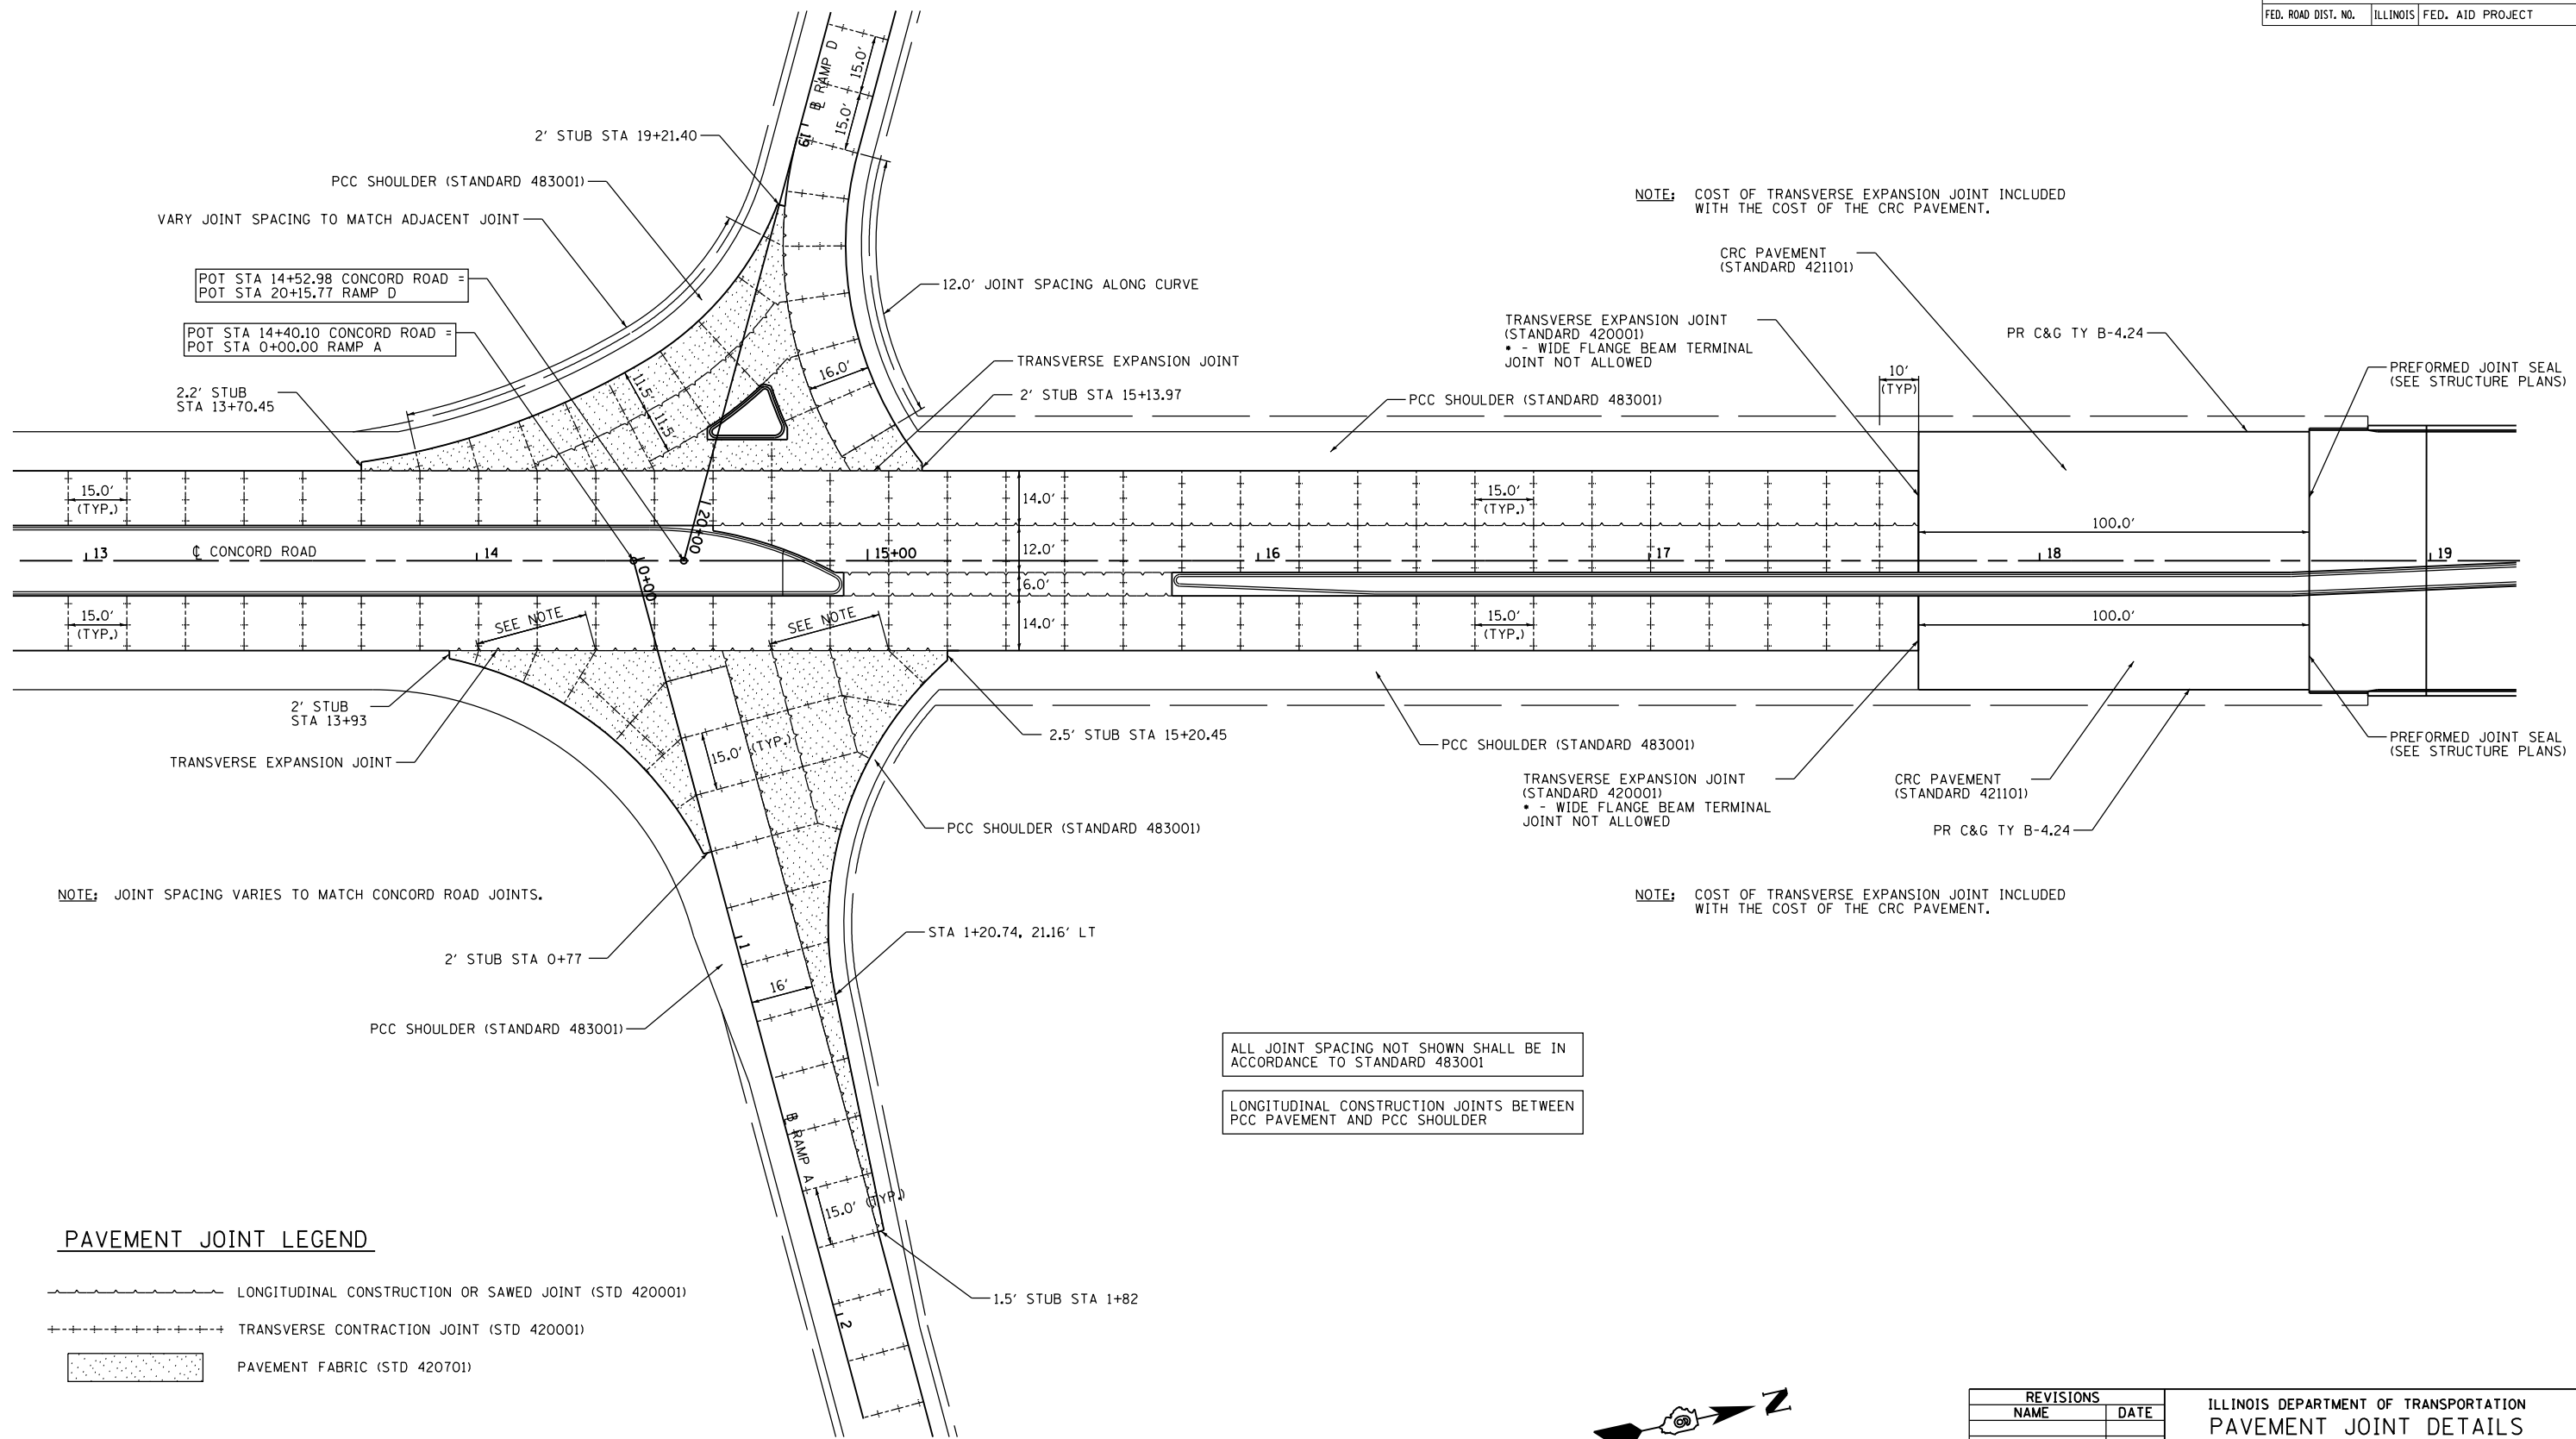 FED. ROAD DIST. NO. ILLINOIS FED. AID PROJECT
℄ RAMP D
15.0'
15.0'
19
2' STUB STA 19+21.40
PCC SHOULDER (STANDARD 483001)
VARY JOINT SPACING TO MATCH ADJACENT JOINT
POT STA 14+52.98 CONCORD ROAD =
POT STA 20+15.77 RAMP D
POT STA 14+40.10 CONCORD ROAD =
POT STA 0+00.00 RAMP A
2.2' STUB
STA 13+70.45
12.0' JOINT SPACING ALONG CURVE
TRANSVERSE EXPANSION JOINT
2' STUB STA 15+13.97
16.0'
11.5'
11.5
NOTE: COST OF TRANSVERSE EXPANSION JOINT INCLUDED
WITH THE COST OF THE CRC PAVEMENT.
CRC PAVEMENT
(STANDARD 421101)
TRANSVERSE EXPANSION JOINT
(STANDARD 420001)
* - WIDE FLANGE BEAM TERMINAL
JOINT NOT ALLOWED
PCC SHOULDER (STANDARD 483001)
10'
(TYP)
PR C&G TY B-4.24
PREFORMED JOINT SEAL
(SEE STRUCTURE PLANS)
15.0'
(TYP.)
14.0'
15.0'
(TYP.)
100.0'
13
℄ CONCORD ROAD
14
20+00
15+00
12.0'
16
17
18
19
0+00
6.0'
15.0'
(TYP.)
SEE NOTE
SEE NOTE
14.0'
15.0'
(TYP.)
100.0'
2' STUB
STA 13+93
TRANSVERSE EXPANSION JOINT
15.0' (TYP.)
2.5' STUB STA 15+20.45
PCC SHOULDER (STANDARD 483001)
PCC SHOULDER (STANDARD 483001)
TRANSVERSE EXPANSION JOINT
(STANDARD 420001)
* - WIDE FLANGE BEAM TERMINAL
JOINT NOT ALLOWED
CRC PAVEMENT
(STANDARD 421101)
PR C&G TY B-4.24
PREFORMED JOINT SEAL
(SEE STRUCTURE PLANS)
NOTE: JOINT SPACING VARIES TO MATCH CONCORD ROAD JOINTS.
NOTE: COST OF TRANSVERSE EXPANSION JOINT INCLUDED
WITH THE COST OF THE CRC PAVEMENT.
2' STUB STA 0+77
1
STA 1+20.74, 21.16' LT
16'
PCC SHOULDER (STANDARD 483001)
ALL JOINT SPACING NOT SHOWN SHALL BE IN
ACCORDANCE TO STANDARD 483001
LONGITUDINAL CONSTRUCTION JOINTS BETWEEN
PCC PAVEMENT AND PCC SHOULDER
RAMP A
15.0' (TYP.)
1.5' STUB STA 1+82
2
PAVEMENT JOINT LEGEND
LONGITUDINAL CONSTRUCTION OR SAWED JOINT (STD 420001)
TRANSVERSE CONTRACTION JOINT (STD 420001)
PAVEMENT FABRIC (STD 420701)
N
REVISIONS
NAME DATE
ILLINOIS DEPARTMENT OF TRANSPORTATION
PAVEMENT JOINT DETAILS